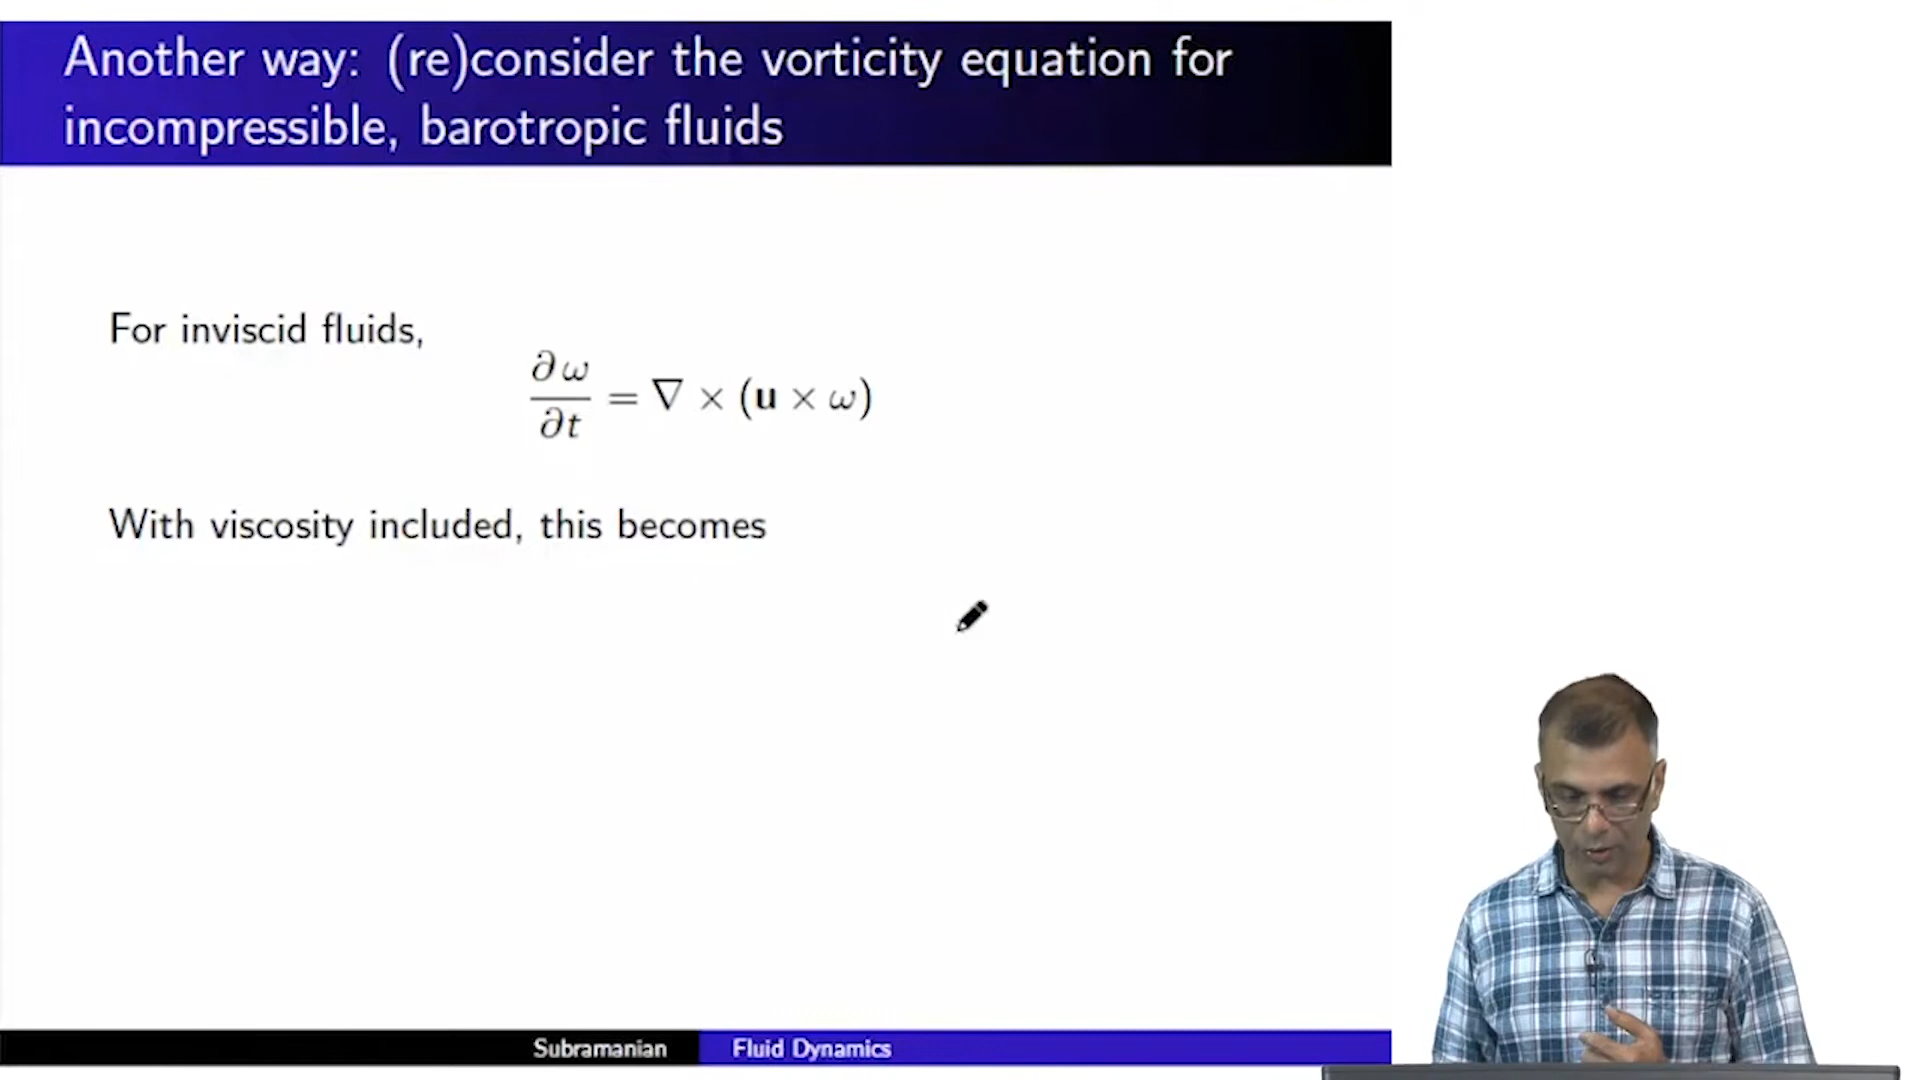 Another way: (re)consider the vorticity equation for
incompressible, barotropic fluids
For inviscid fluids,
∂ω/∂t = ∇ × (u × ω)
With viscosity included, this becomes
Subramanian
Fluid Dynamics